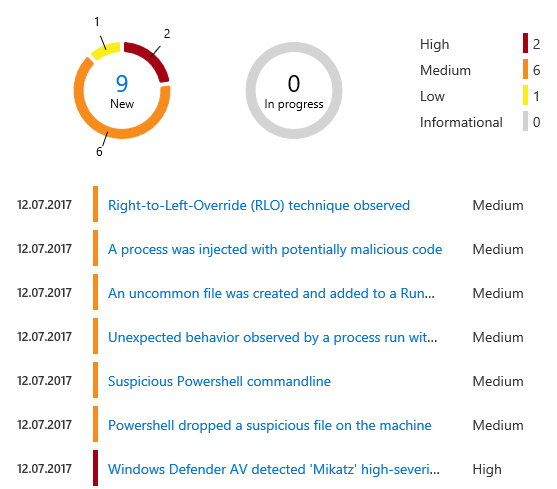 1
2
9
New
6
0
In progress
High 2
Medium 6
Low 1
Informational 0
12.07.2017 Right-to-Left-Override (RLO) technique observed Medium
12.07.2017 A process was injected with potentially malicious code Medium
12.07.2017 An uncommon file was created and added to a Run... Medium
12.07.2017 Unexpected behavior observed by a process run wit... Medium
12.07.2017 Suspicious Powershell commandline Medium
12.07.2017 Powershell dropped a suspicious file on the machine Medium
12.07.2017 Windows Defender AV detected 'Mikatz' high-severi... High